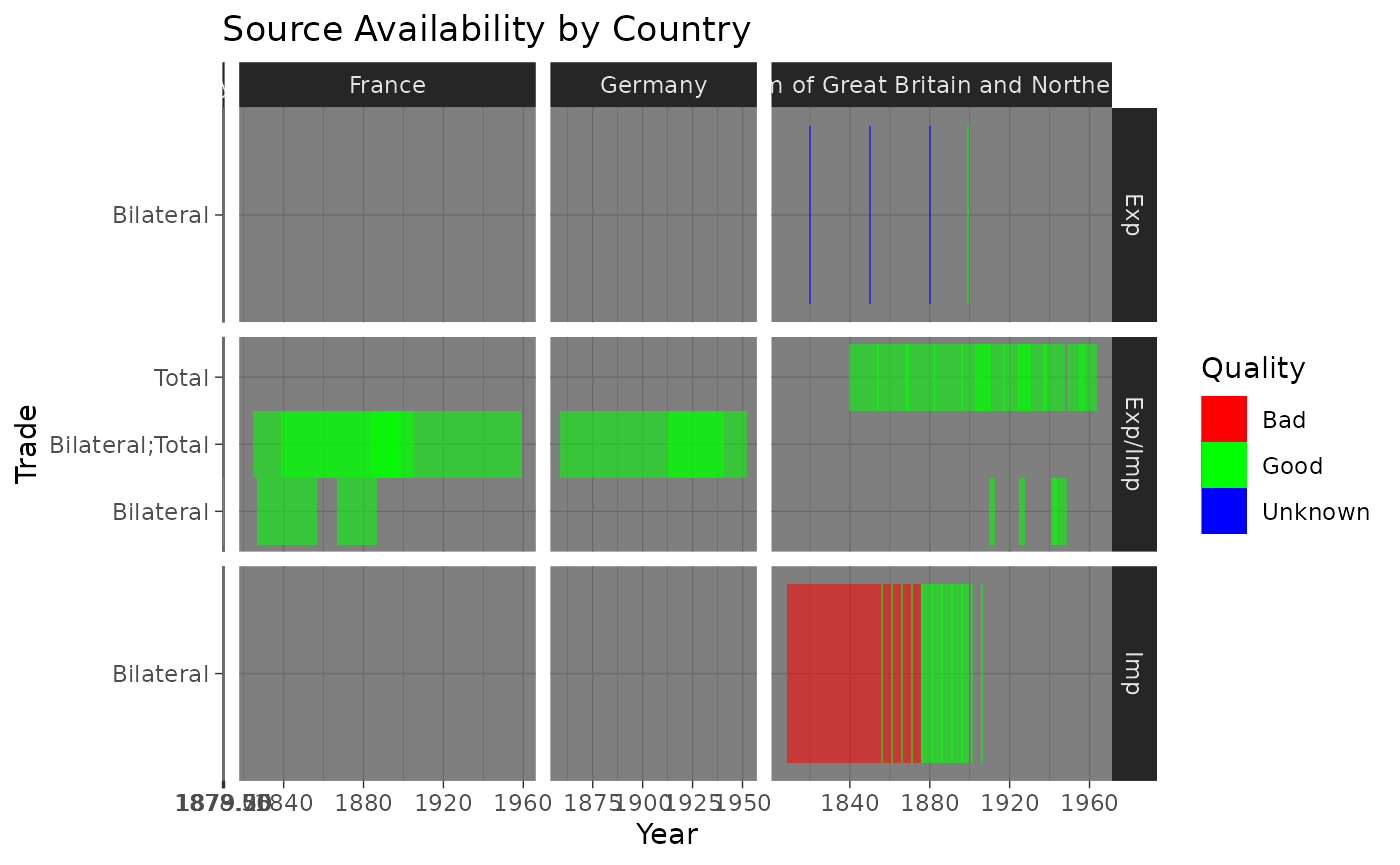 Source Availability by Country
France
Germany
of Great Britain and Northe
Exp
Exp/Imp
Imp
Bilateral
Total
Bilateral;Total
Bilateral
Bilateral
Trade
1840 1880 1920 1960
1875 1900 1925 1950
1840 1880 1920 1960
Year
Quality
Bad
Good
Unknown